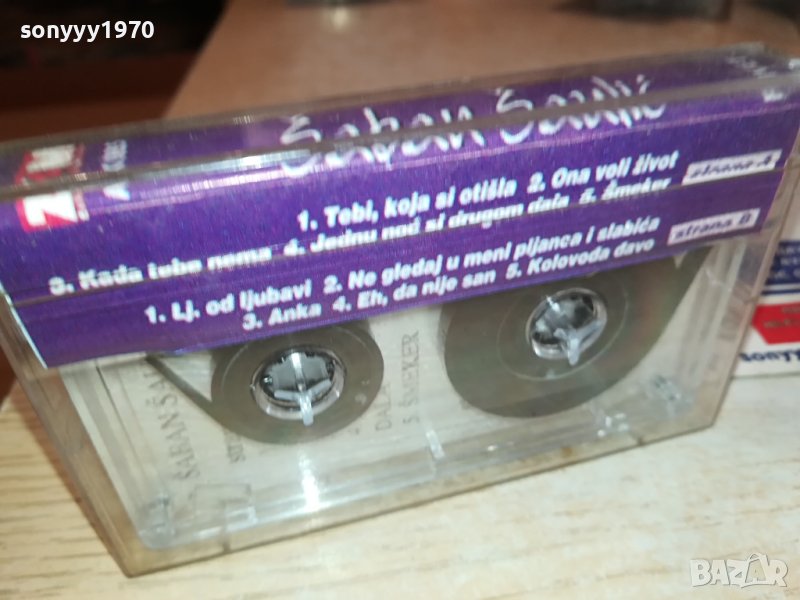 sonyyy1970
Šaban Šaulić
1. Tebi, koja si otišla 2. Ona voli život
strana A
3. Kada tebe nema 4. Jednu noć si drugom dala 5. Šmeker
1. Lj. od ljubavi 2. Ne gledaj u meni pijanca i slabića
strana B
3. Anka 4. Eh, da nije san 5. Kolovođa đavo
ŠABAN ŠA
DALA
5. ŠMEKER
sonyy
BAZAR